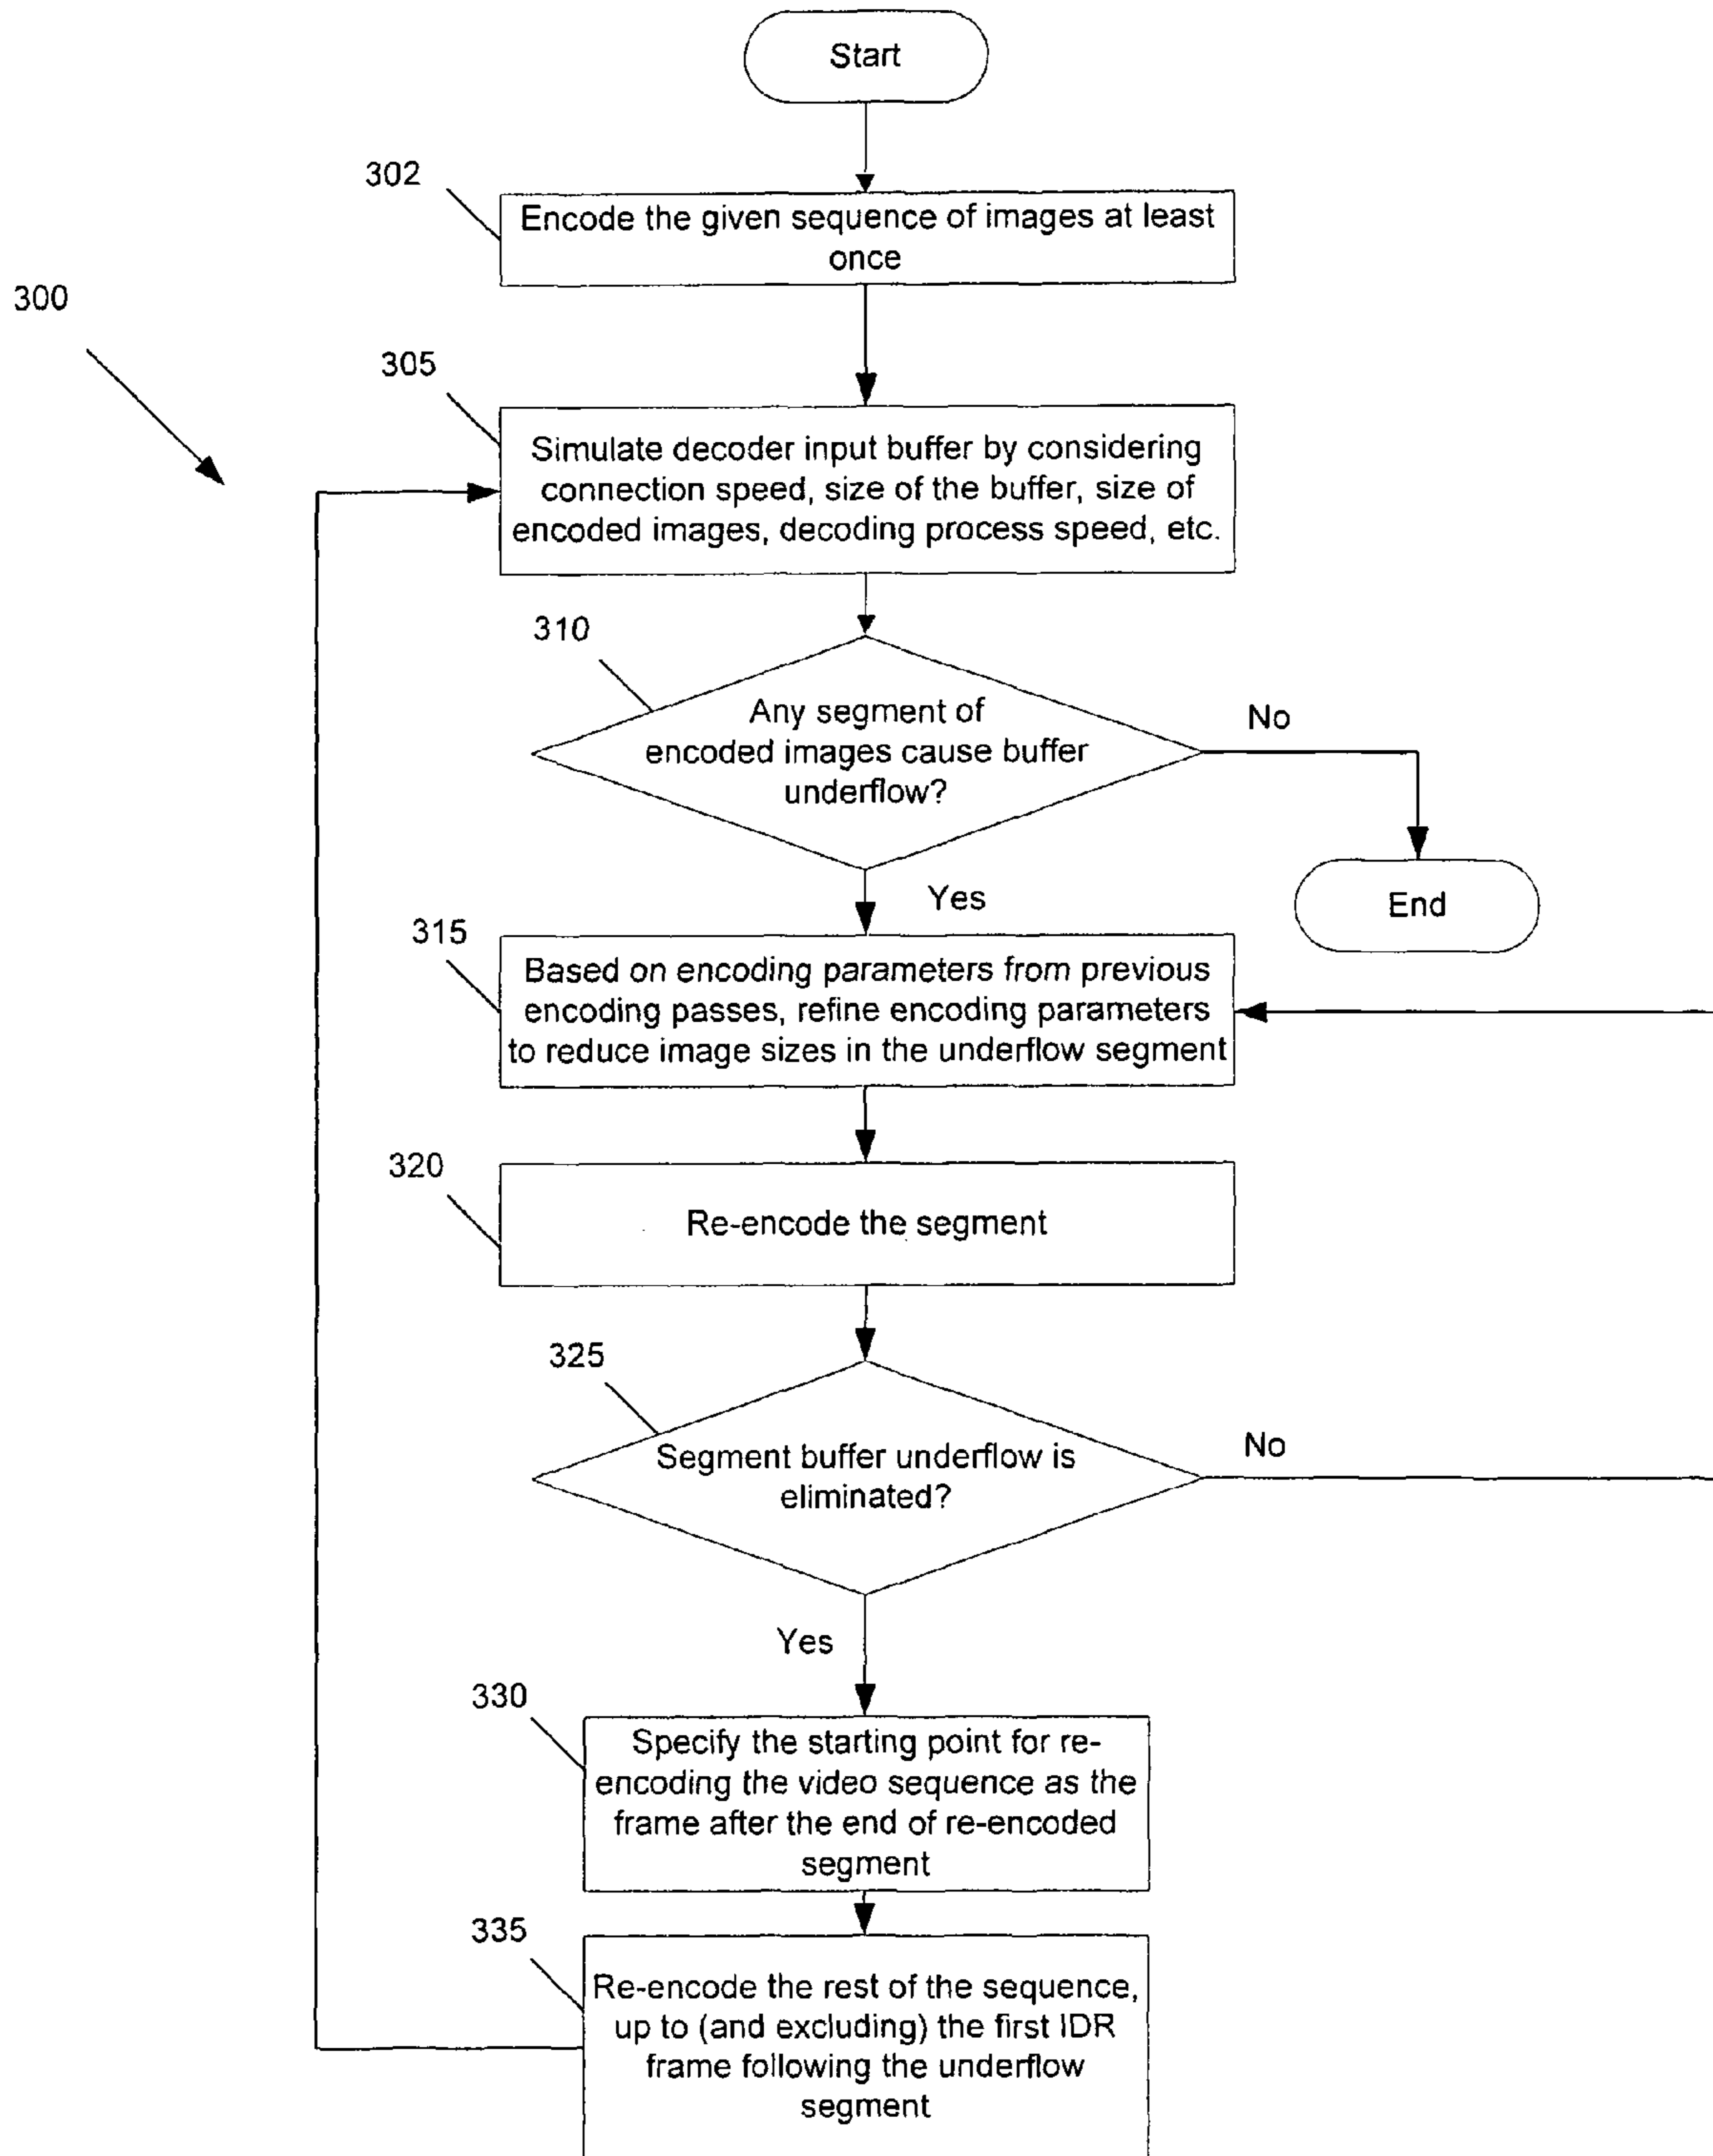 Start
302
Encode the given sequence of images at least
once
300
305
Simulate decoder input buffer by considering
connection speed, size of the buffer, size of
encoded images, decoding process speed, etc.
310
Any segment of
encoded images cause buffer
underflow?
No
End
Yes
315
Based on encoding parameters from previous
encoding passes, refine encoding parameters
to reduce image sizes in the underflow segment
320
Re-encode the segment
325
Segment buffer underflow is
eliminated?
No
Yes
330
Specify the starting point for re-
encoding the video sequence as the
frame after the end of re-encoded
segment
335
Re-encode the rest of the sequence,
up to (and excluding) the first IDR
frame following the underflow
segment